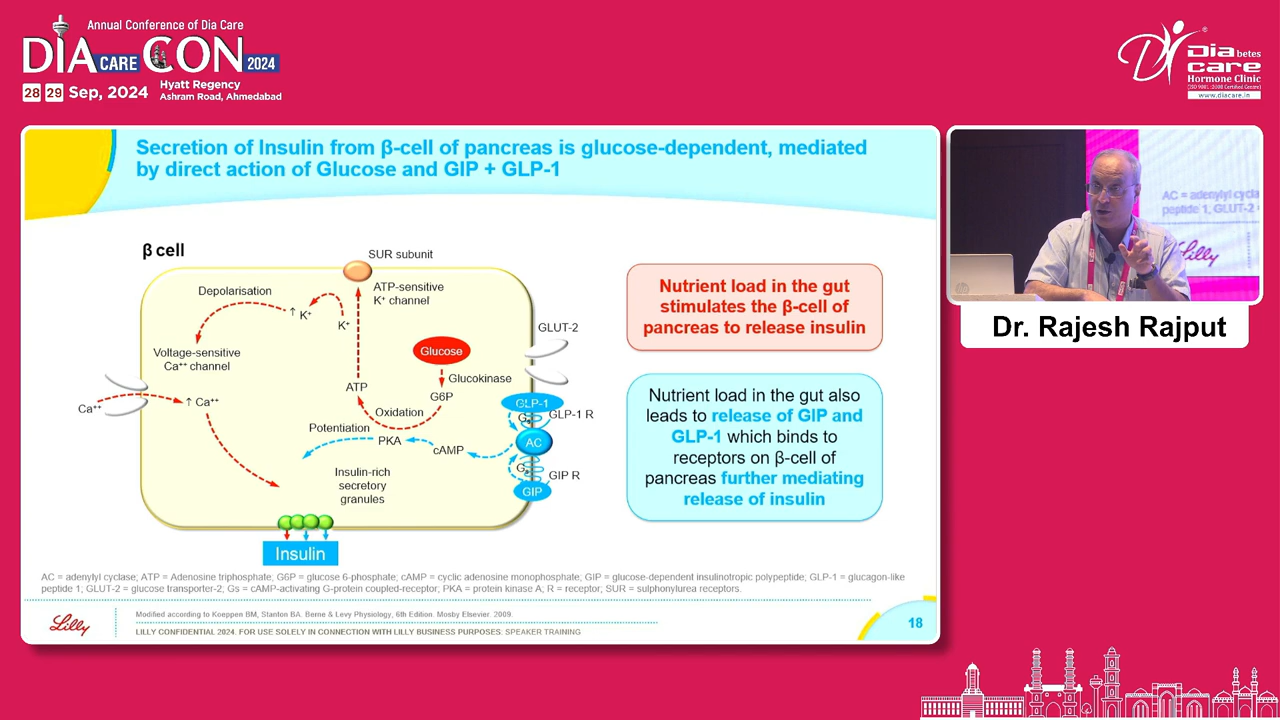 Annual Conference of Dia Care
DIA CARE CON 2024
28 29 Sep, 2024
Hyatt Regency
Ashram Road, Ahmedabad
Diabetes
care
Hormone Clinic
(ISO 9001:2008 Certified Centre)
www.diacare.in
Secretion of Insulin from β-cell of pancreas is glucose-dependent, mediated
by direct action of Glucose and GIP + GLP-1
β cell
SUR subunit
ATP-sensitive
K⁺ channel
Depolarisation
↑ K⁺
K⁺
GLUT-2
Voltage-sensitive
Ca⁺⁺ channel
Glucose
Glucokinase
ATP
G6P
Ca⁺⁺
↑ Ca⁺⁺
Oxidation
GLP-1
Gs
GLP-1 R
Potentiation
PKA
cAMP
AC
Insulin-rich
secretory
granules
Gs
GIP R
GIP
Insulin
Nutrient load in the gut
stimulates the β-cell of
pancreas to release insulin
Nutrient load in the gut also
leads to release of GIP and
GLP-1 which binds to
receptors on β-cell of
pancreas further mediating
release of insulin
AC = adenylyl cyclase; ATP = Adenosine triphosphate; G6P = glucose 6-phosphate; cAMP = cyclic adenosine monophosphate; GIP = glucose-dependent insulinotropic polypeptide; GLP-1 = glucagon-like
peptide 1; GLUT-2 = glucose transporter-2; Gs = cAMP-activating G-protein coupled-receptor; PKA = protein kinase A; R = receptor; SUR = sulphonylurea receptors.
Lilly
Modified according to Koeppen BM, Stanton BA. Berne & Levy Physiology, 6th Edition. Mosby Elsevier. 2009.
LILLY CONFIDENTIAL 2024. FOR USE SOLELY IN CONNECTION WITH LILLY BUSINESS PURPOSES: SPEAKER TRAINING
18
AC = adenylyl cycla
peptide 1; GLUT-2 =
Lilly
Dr. Rajesh Rajput